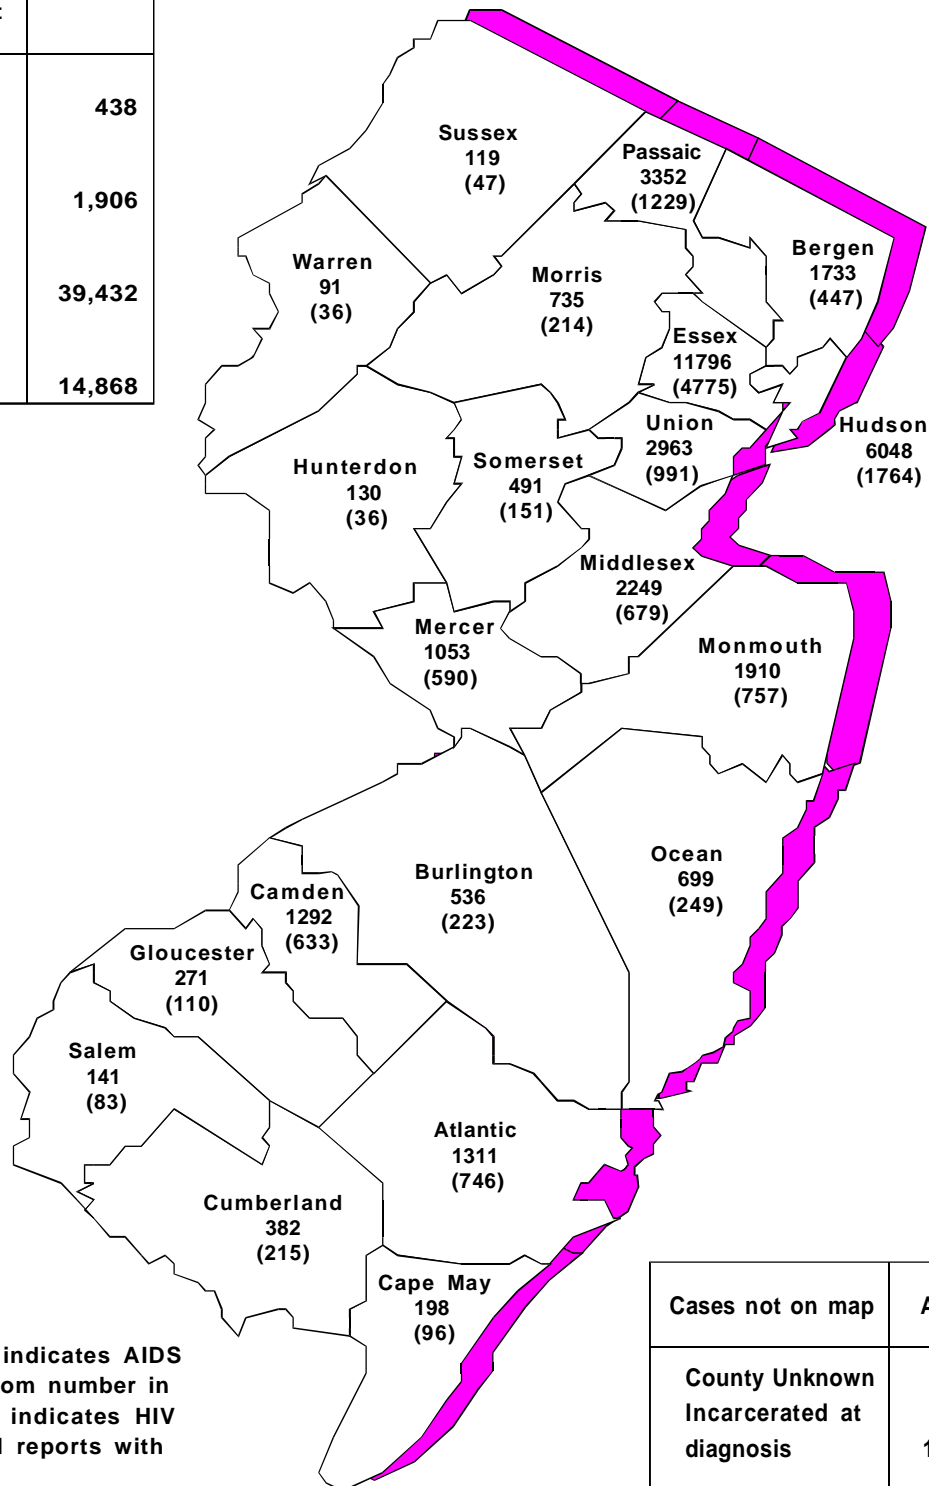 438
1,906
39,432
14,868
Sussex
119
(47)
Passaic
3352
(1229)
Bergen
1733
(447)
Warren
91
(36)
Morris
735
(214)
Essex
11796
(4775)
Hudson
6048
(1764)
Union
2963
(991)
Hunterdon
130
(36)
Somerset
491
(151)
Middlesex
2249
(679)
Mercer
1053
(590)
Monmouth
1910
(757)
Ocean
699
(249)
Burlington
536
(223)
Camden
1292
(633)
Gloucester
271
(110)
Salem
141
(83)
Atlantic
1311
(746)
Cumberland
382
(215)
Cape May
198
(96)
indicates AIDS
om number in
indicates HIV
reports with
Cases not on map A
County Unknown
Incarcerated at
diagnosis 1